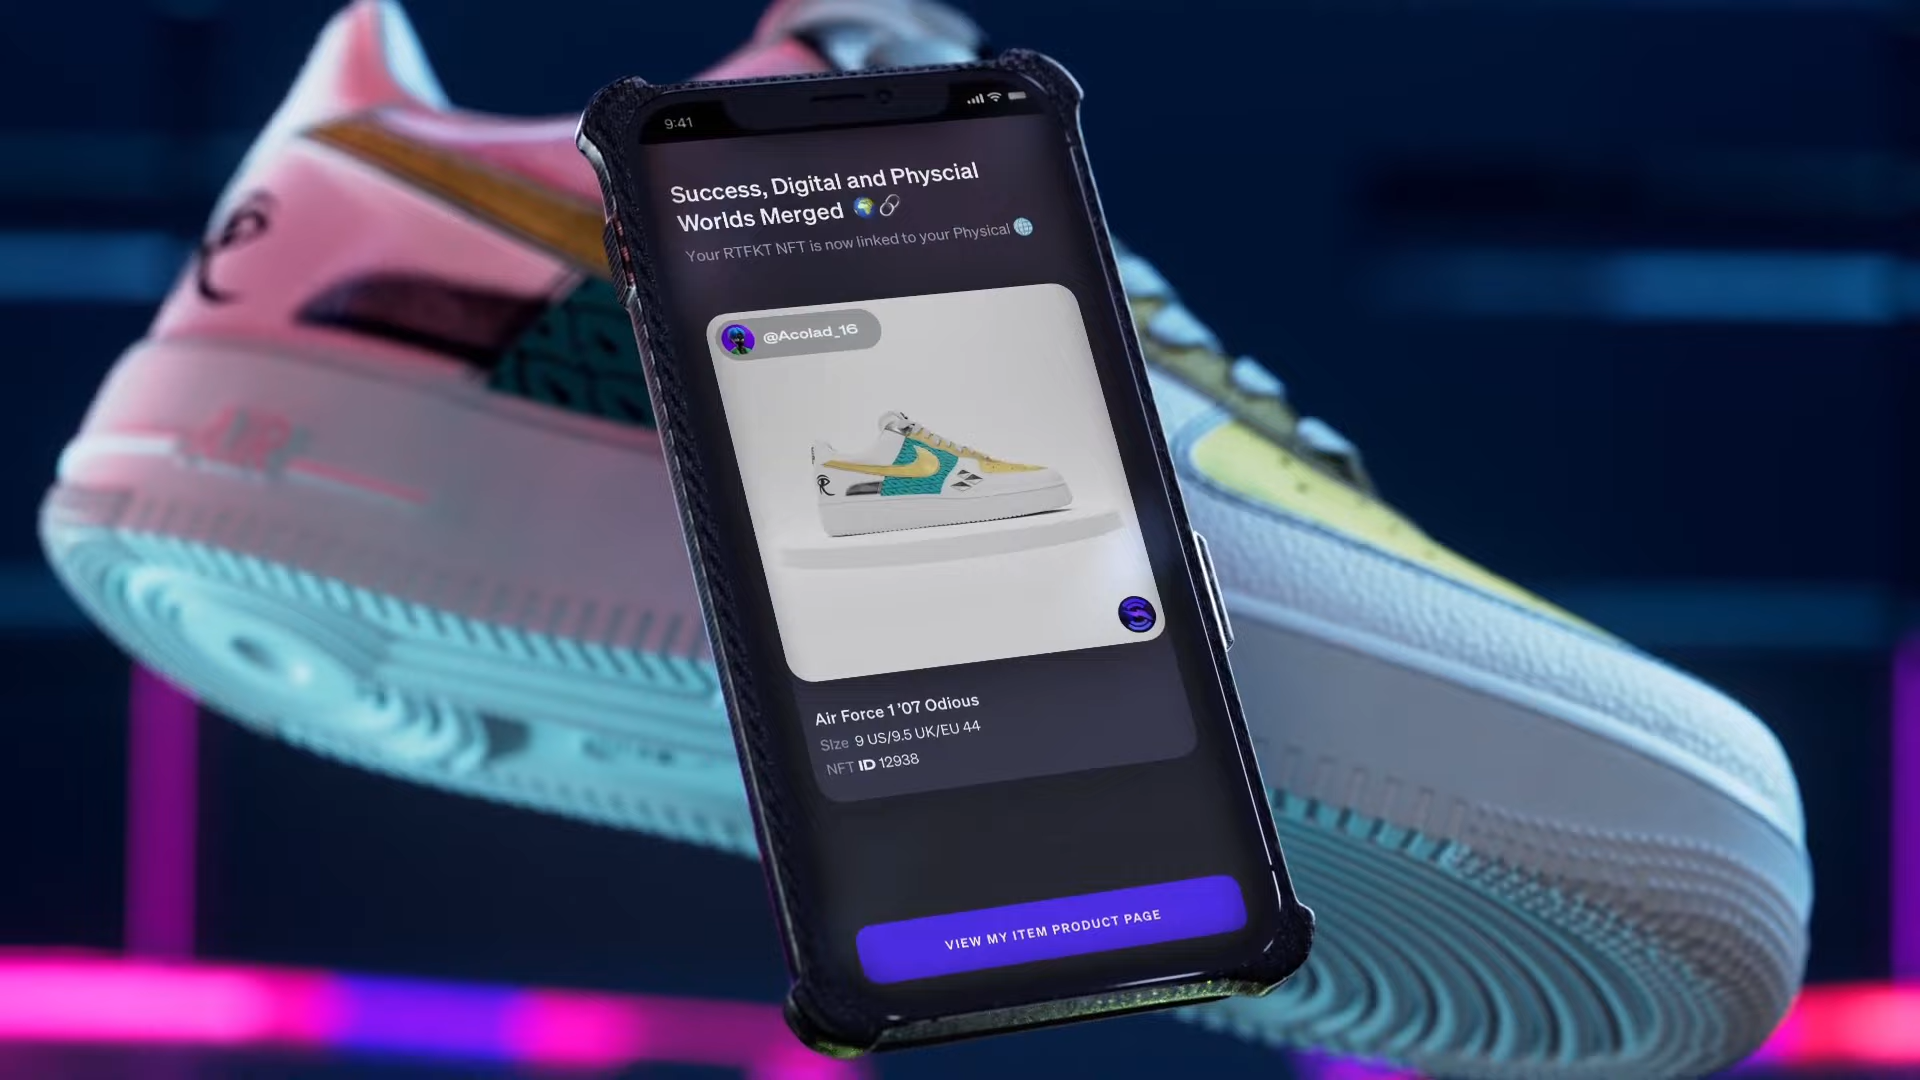 9:41
Success, Digital and Physcial
Worlds Merged 🌍🔗
Your RTFKT NFT is now linked to your Physical 🌐
@Acolad_16
Air Force 1 '07 Odious
SIze 9 US/9.5 UK/EU 44
NFT ID 12938
VIEW MY ITEM PRODUCT PAGE
AIR